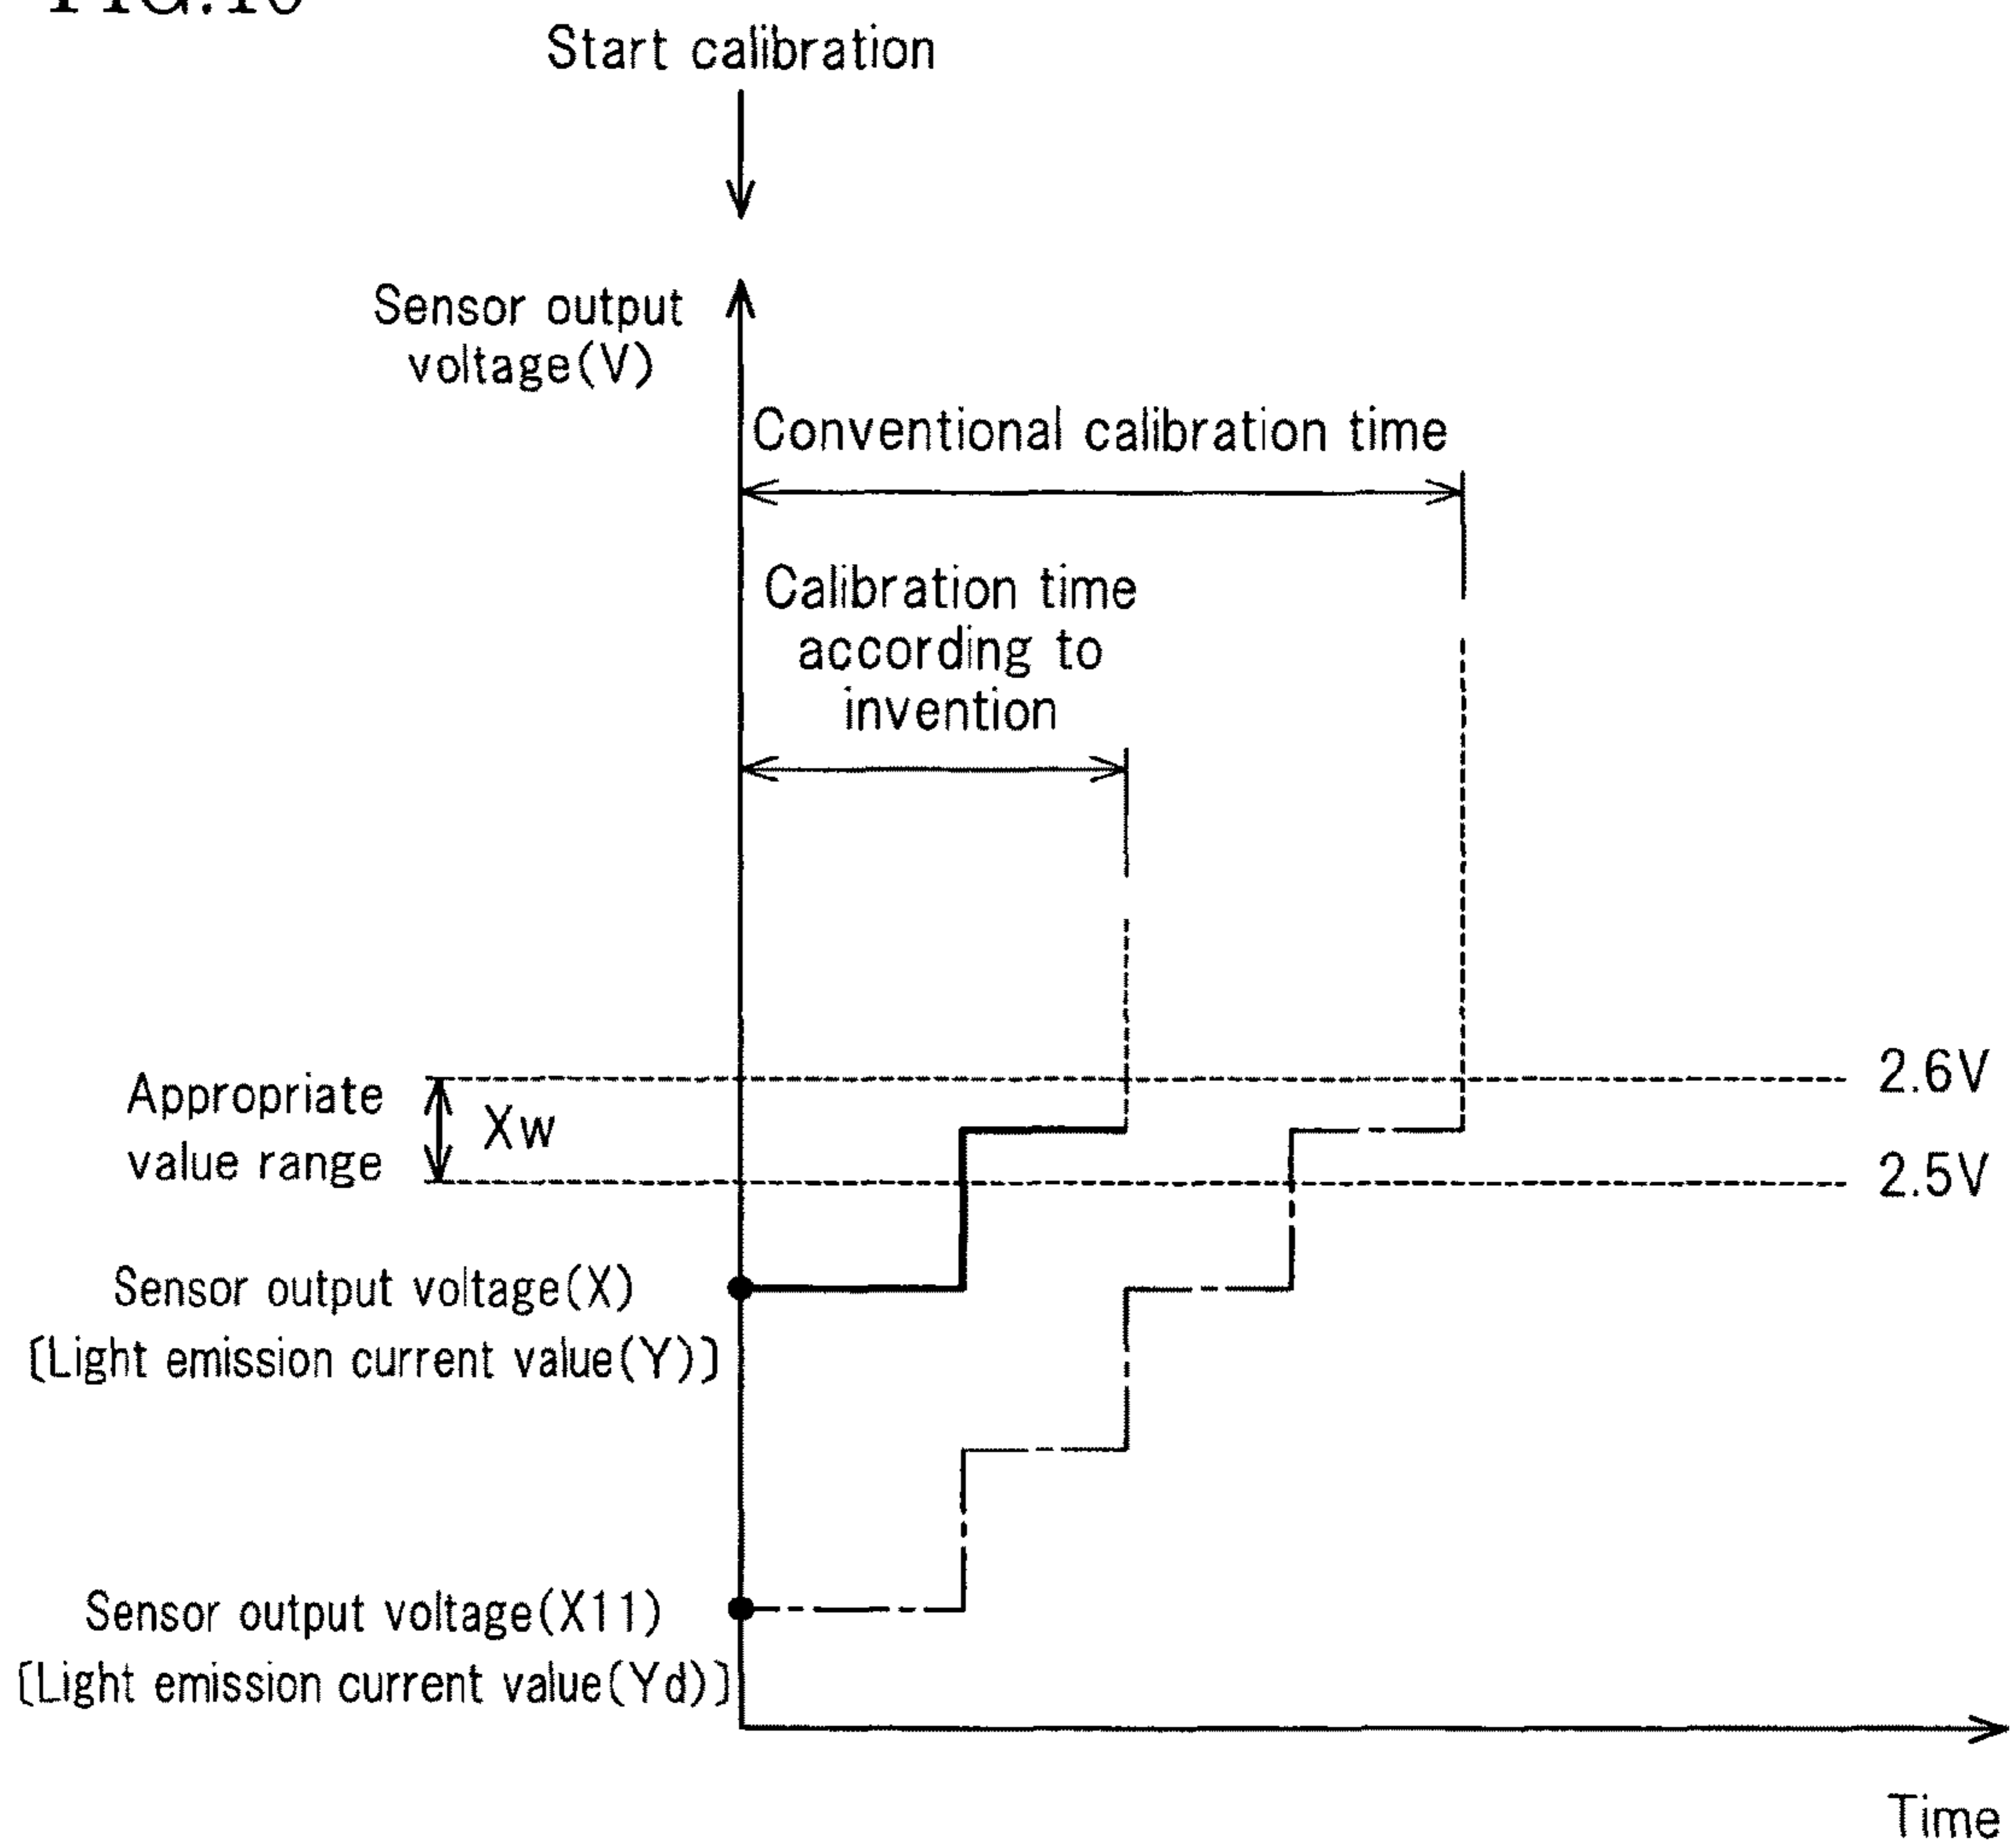 Start calibration
Sensor output
voltage(V)
Conventional calibration time
Calibration time
according to
invention
Appropriate
value range
Xw
2.6V
2.5V
Sensor output voltage(X)
[Light emission current value(Y)]
Sensor output voltage(X11)
[Light emission current value(Yd)]
Time